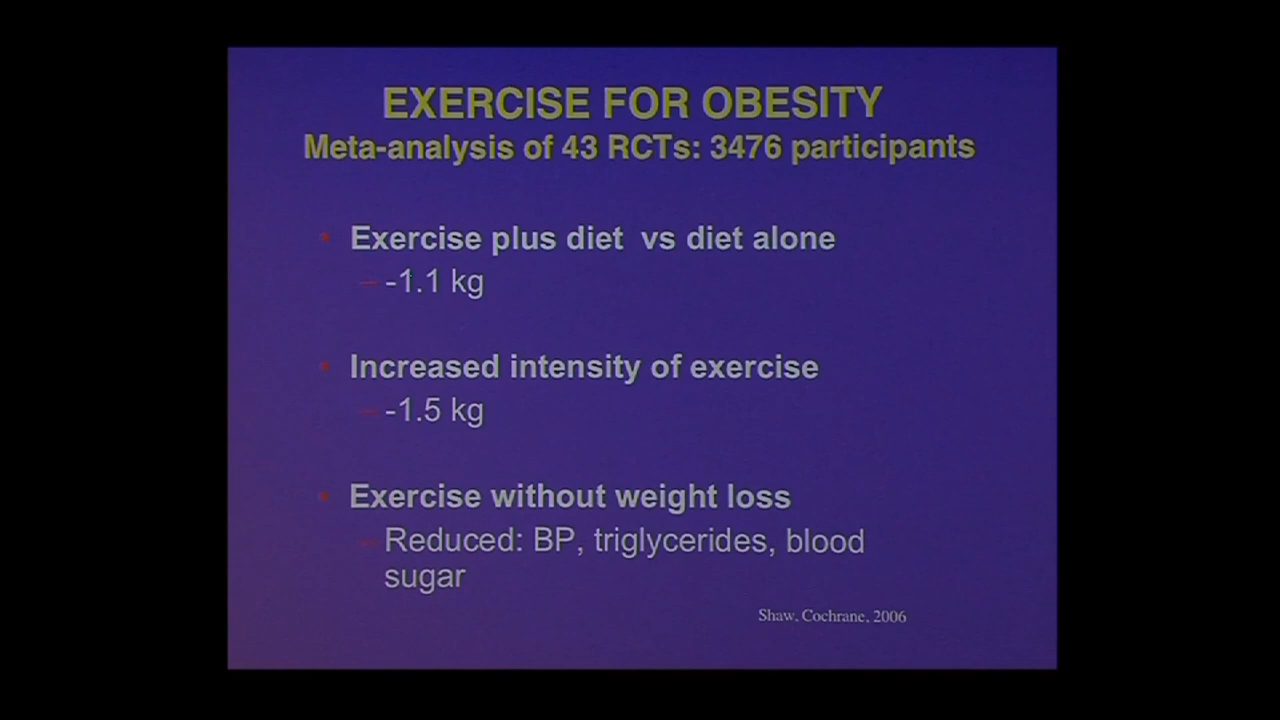 EXERCISE FOR OBESITY
Meta-analysis of 43 RCTs: 3476 participants
• Exercise plus diet vs diet alone
– -1.1 kg
• Increased intensity of exercise
– -1.5 kg
• Exercise without weight loss
– Reduced: BP, triglycerides, blood
sugar
Shaw, Cochrane, 2006